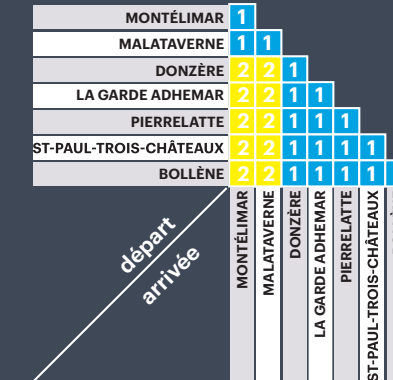 MONTÉLIMAR 1
MALATAVERNE 1 1
DONZÈRE 2 2 1
LA GARDE ADHEMAR 2 2 1 1
PIERRELATTE 2 2 1 1 1
ST-PAUL-TROIS-CHÂTEAUX 2 2 1 1 1 1
BOLLÈNE 2 2 1 1 1 1
départ
arrivée
MONTÉLIMAR
MALATAVERNE
DONZÈRE
LA GARDE ADHEMAR
PIERRELATTE
ST-PAUL-TROIS-CHÂTEAUX